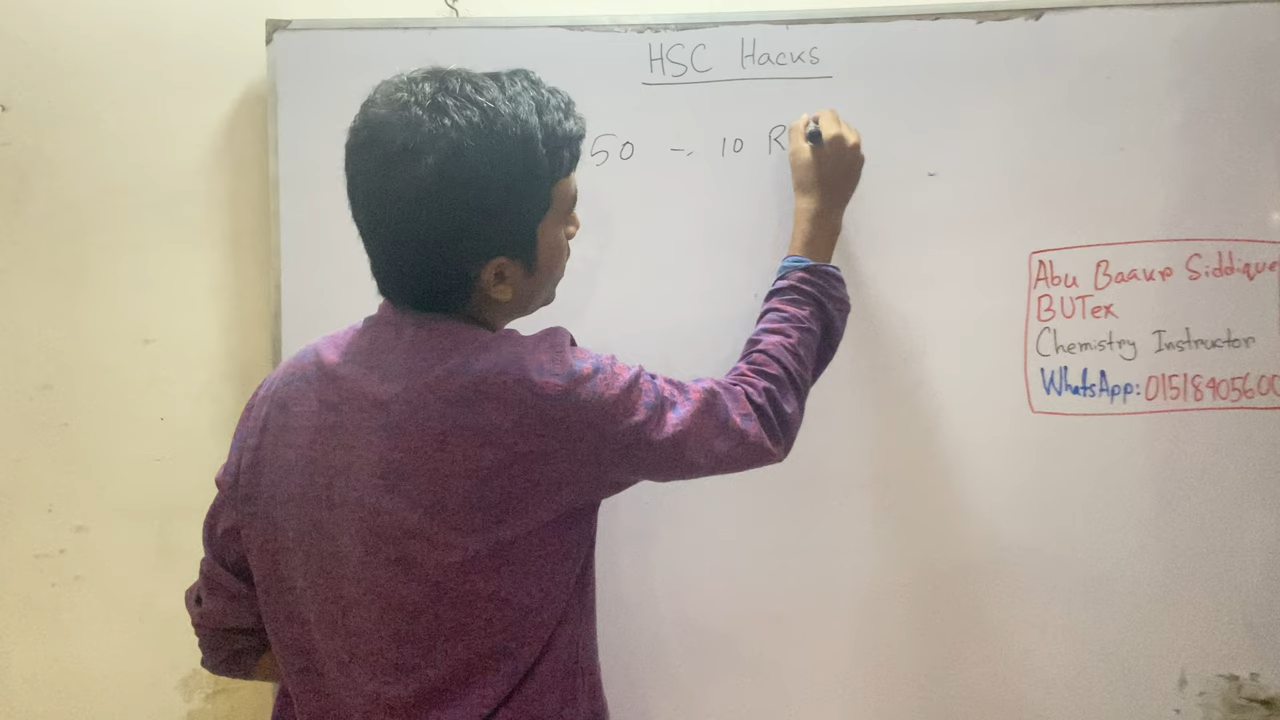 HSC Hacks
50 -. 10 R
Abu Baakr Siddique
BUTex
Chemistry Instructor
WhatsApp: 01518405600